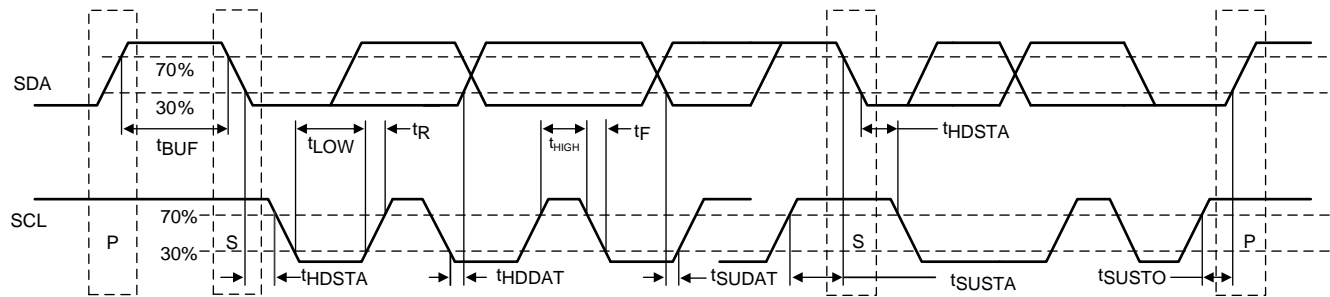 SDA
70%
30%
tBUF
tLOW
tR
tHIGH
tF
tHDSTA
SCL
70%
30%
P
S
S
P
tHDSTA
tHDDAT
tSUDAT
tSUSTA
tSUSTO